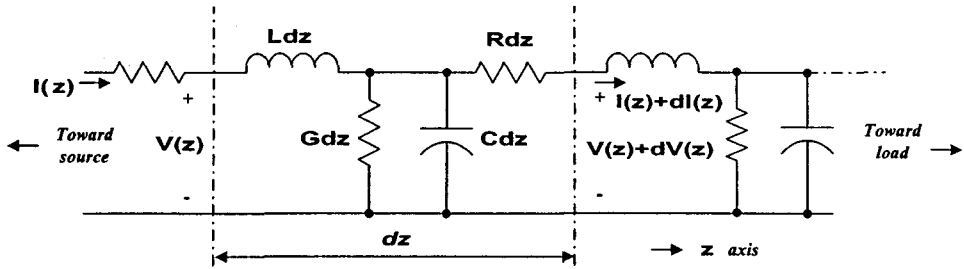 Ldz
Rdz
I(z)
+
+
I(z)+dI(z)
Toward
source
V(z)
Gdz
Cdz
V(z)+dV(z)
Toward
load
-
-
dz
z axis